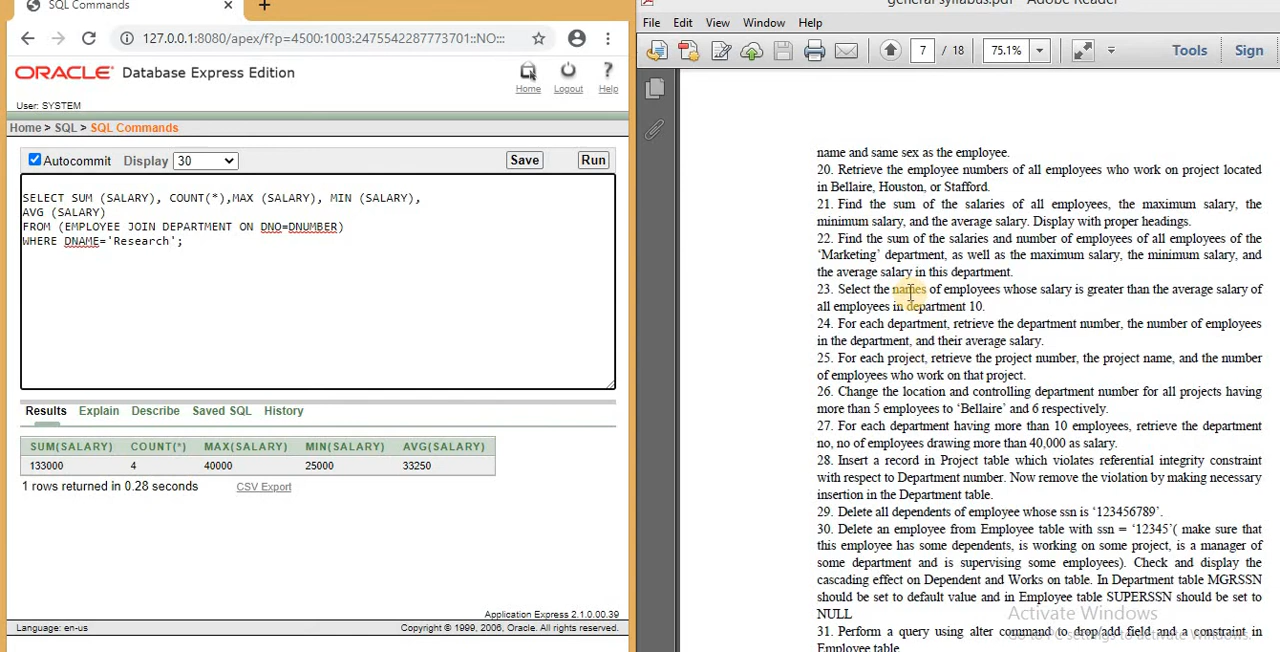 SQL Commands
127.0.0.1:8080/apex/f?p=4500:1003:2475542287773701::NO:::
ORACLE Database Express Edition
Home Logout Help
User: SYSTEM
Home > SQL > SQL Commands
Autocommit Display 30 Save Run
SELECT SUM (SALARY), COUNT(*),MAX (SALARY), MIN (SALARY),
AVG (SALARY)
FROM (EMPLOYEE JOIN DEPARTMENT ON DNO=DNUMBER)
WHERE DNAME='Research';
Results Explain Describe Saved SQL History
SUM(SALARY) COUNT(*) MAX(SALARY) MIN(SALARY) AVG(SALARY)
133000 4 40000 25000 33250
1 rows returned in 0.28 seconds CSV Export
Application Express 2.1.0.00.39
Language: en-us Copyright © 1999, 2006, Oracle. All rights reserved.
general syllabus.pdf - Adobe Reader
File Edit View Window Help
7 / 18 75.1% Tools Sign
name and same sex as the employee.
20. Retrieve the employee numbers of all employees who work on project located
in Bellaire, Houston, or Stafford.
21. Find the sum of the salaries of all employees, the maximum salary, the
minimum salary, and the average salary. Display with proper headings.
22. Find the sum of the salaries and number of employees of all employees of the
‘Marketing’ department, as well as the maximum salary, the minimum salary, and
the average salary in this department.
23. Select the names of employees whose salary is greater than the average salary of
all employees in department 10.
24. For each department, retrieve the department number, the number of employees
in the department, and their average salary.
25. For each project, retrieve the project number, the project name, and the number
of employees who work on that project.
26. Change the location and controlling department number for all projects having
more than 5 employees to ‘Bellaire’ and 6 respectively.
27. For each department having more than 10 employees, retrieve the department
no, no of employees drawing more than 40,000 as salary.
28. Insert a record in Project table which violates referential integrity constraint
with respect to Department number. Now remove the violation by making necessary
insertion in the Department table.
29. Delete all dependents of employee whose ssn is ‘123456789’.
30. Delete an employee from Employee table with ssn = ‘12345’( make sure that
this employee has some dependents, is working on some project, is a manager of
some department and is supervising some employees). Check and display the
cascading effect on Dependent and Works on table. In Department table MGRSSN
should be set to default value and in Employee table SUPERSSN should be set to
NULL
31. Perform a query using alter command to drop/add field and a constraint in
Employee table.
Activate Windows
Go to PC settings to activate Windows.